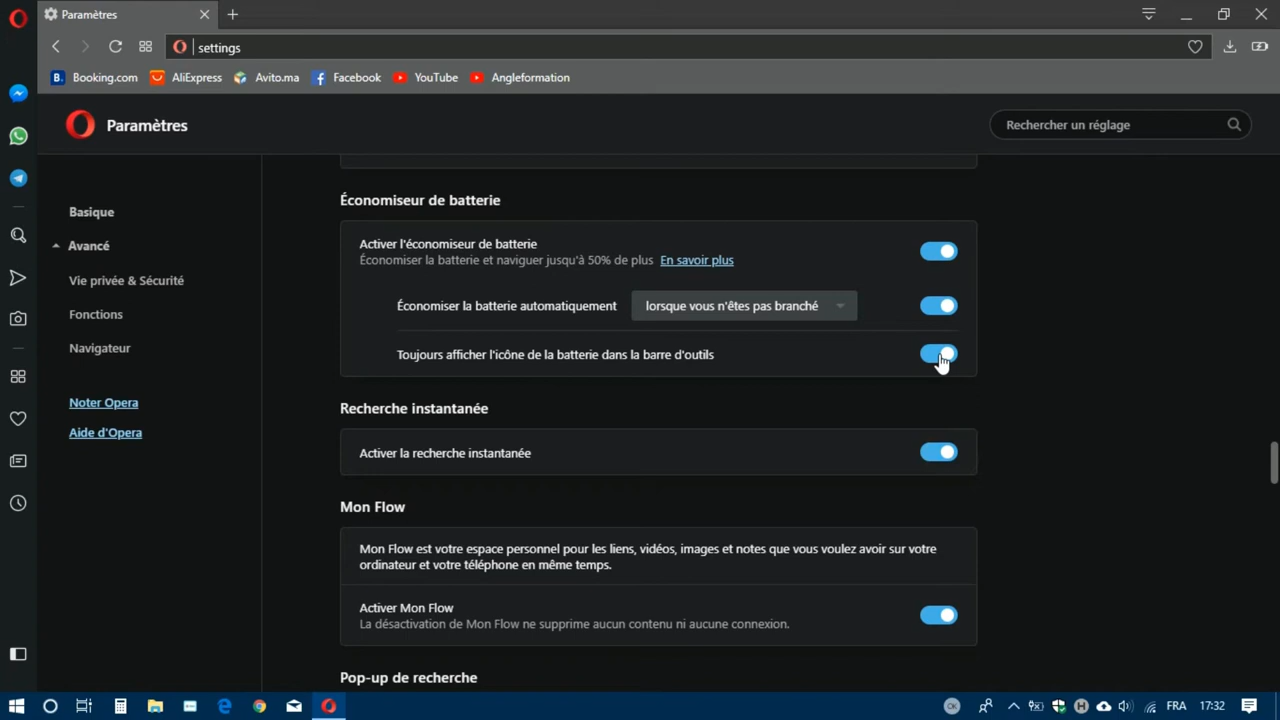 Paramètres
settings
Booking.com AliExpress Avito.ma Facebook YouTube Angleformation
Paramètres
Rechercher un réglage
Basique
Avancé
Vie privée & Sécurité
Fonctions
Navigateur
Noter Opera
Aide d'Opera
Économiseur de batterie
Activer l'économiseur de batterie
Économiser la batterie et naviguer jusqu'à 50% de plus En savoir plus
Économiser la batterie automatiquement lorsque vous n'êtes pas branché
Toujours afficher l'icône de la batterie dans la barre d'outils
Recherche instantanée
Activer la recherche instantanée
Mon Flow
Mon Flow est votre espace personnel pour les liens, vidéos, images et notes que vous voulez avoir sur votre
ordinateur et votre téléphone en même temps.
Activer Mon Flow
La désactivation de Mon Flow ne supprime aucun contenu ni aucune connexion.
Pop-up de recherche
FRA 17:32